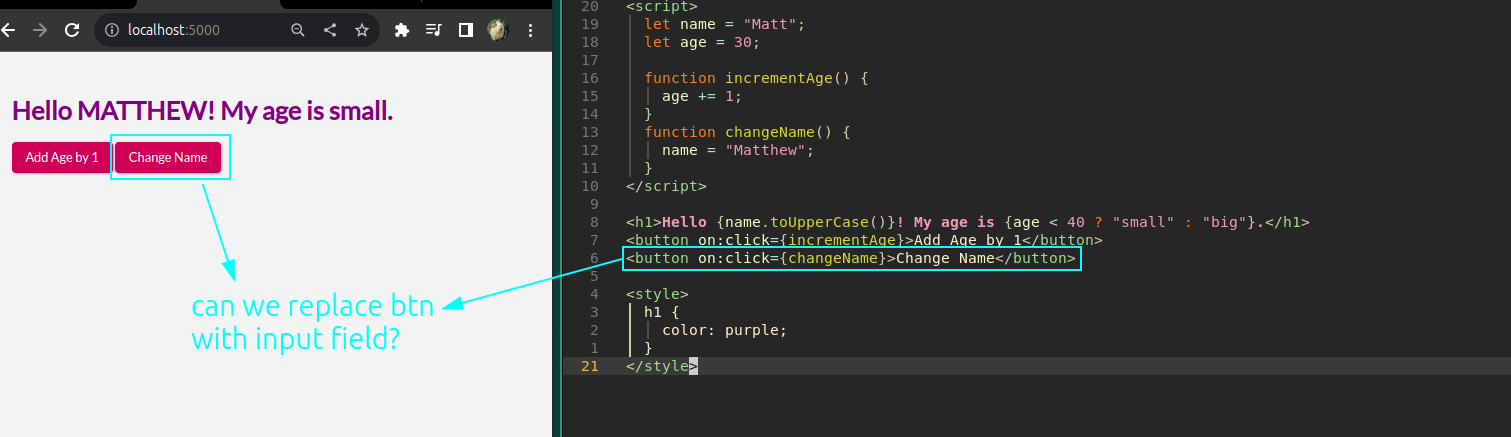 localhost:5000
Hello MATTHEW! My age is small.
Add Age by 1
Change Name
can we replace btn
with input field?
20 <script>
19 let name = "Matt";
18 let age = 30;
17
16 function incrementAge() {
15 age += 1;
14 }
13 function changeName() {
12 name = "Matthew";
11 }
10 </script>
9
8 <h1>Hello {name.toUpperCase()}! My age is {age < 40 ? "small" : "big"}.</h1>
7 <button on:click={incrementAge}>Add Age by 1</button>
6 <button on:click={changeName}>Change Name</button>
5
4 <style>
3 h1 {
2 color: purple;
1 }
21 </style>